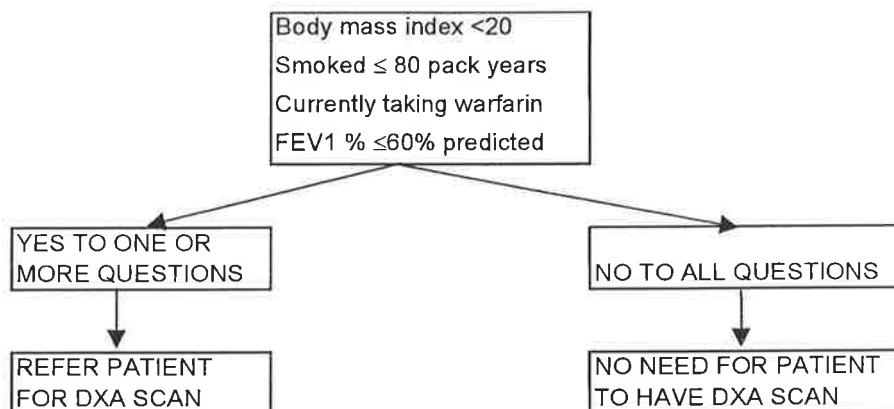 Body mass index <20
Smoked ≤ 80 pack years
Currently taking warfarin
FEV1 % ≤60% predicted
YES TO ONE OR
MORE QUESTIONS
NO TO ALL QUESTIONS
REFER PATIENT
FOR DXA SCAN
NO NEED FOR PATIENT
TO HAVE DXA SCAN